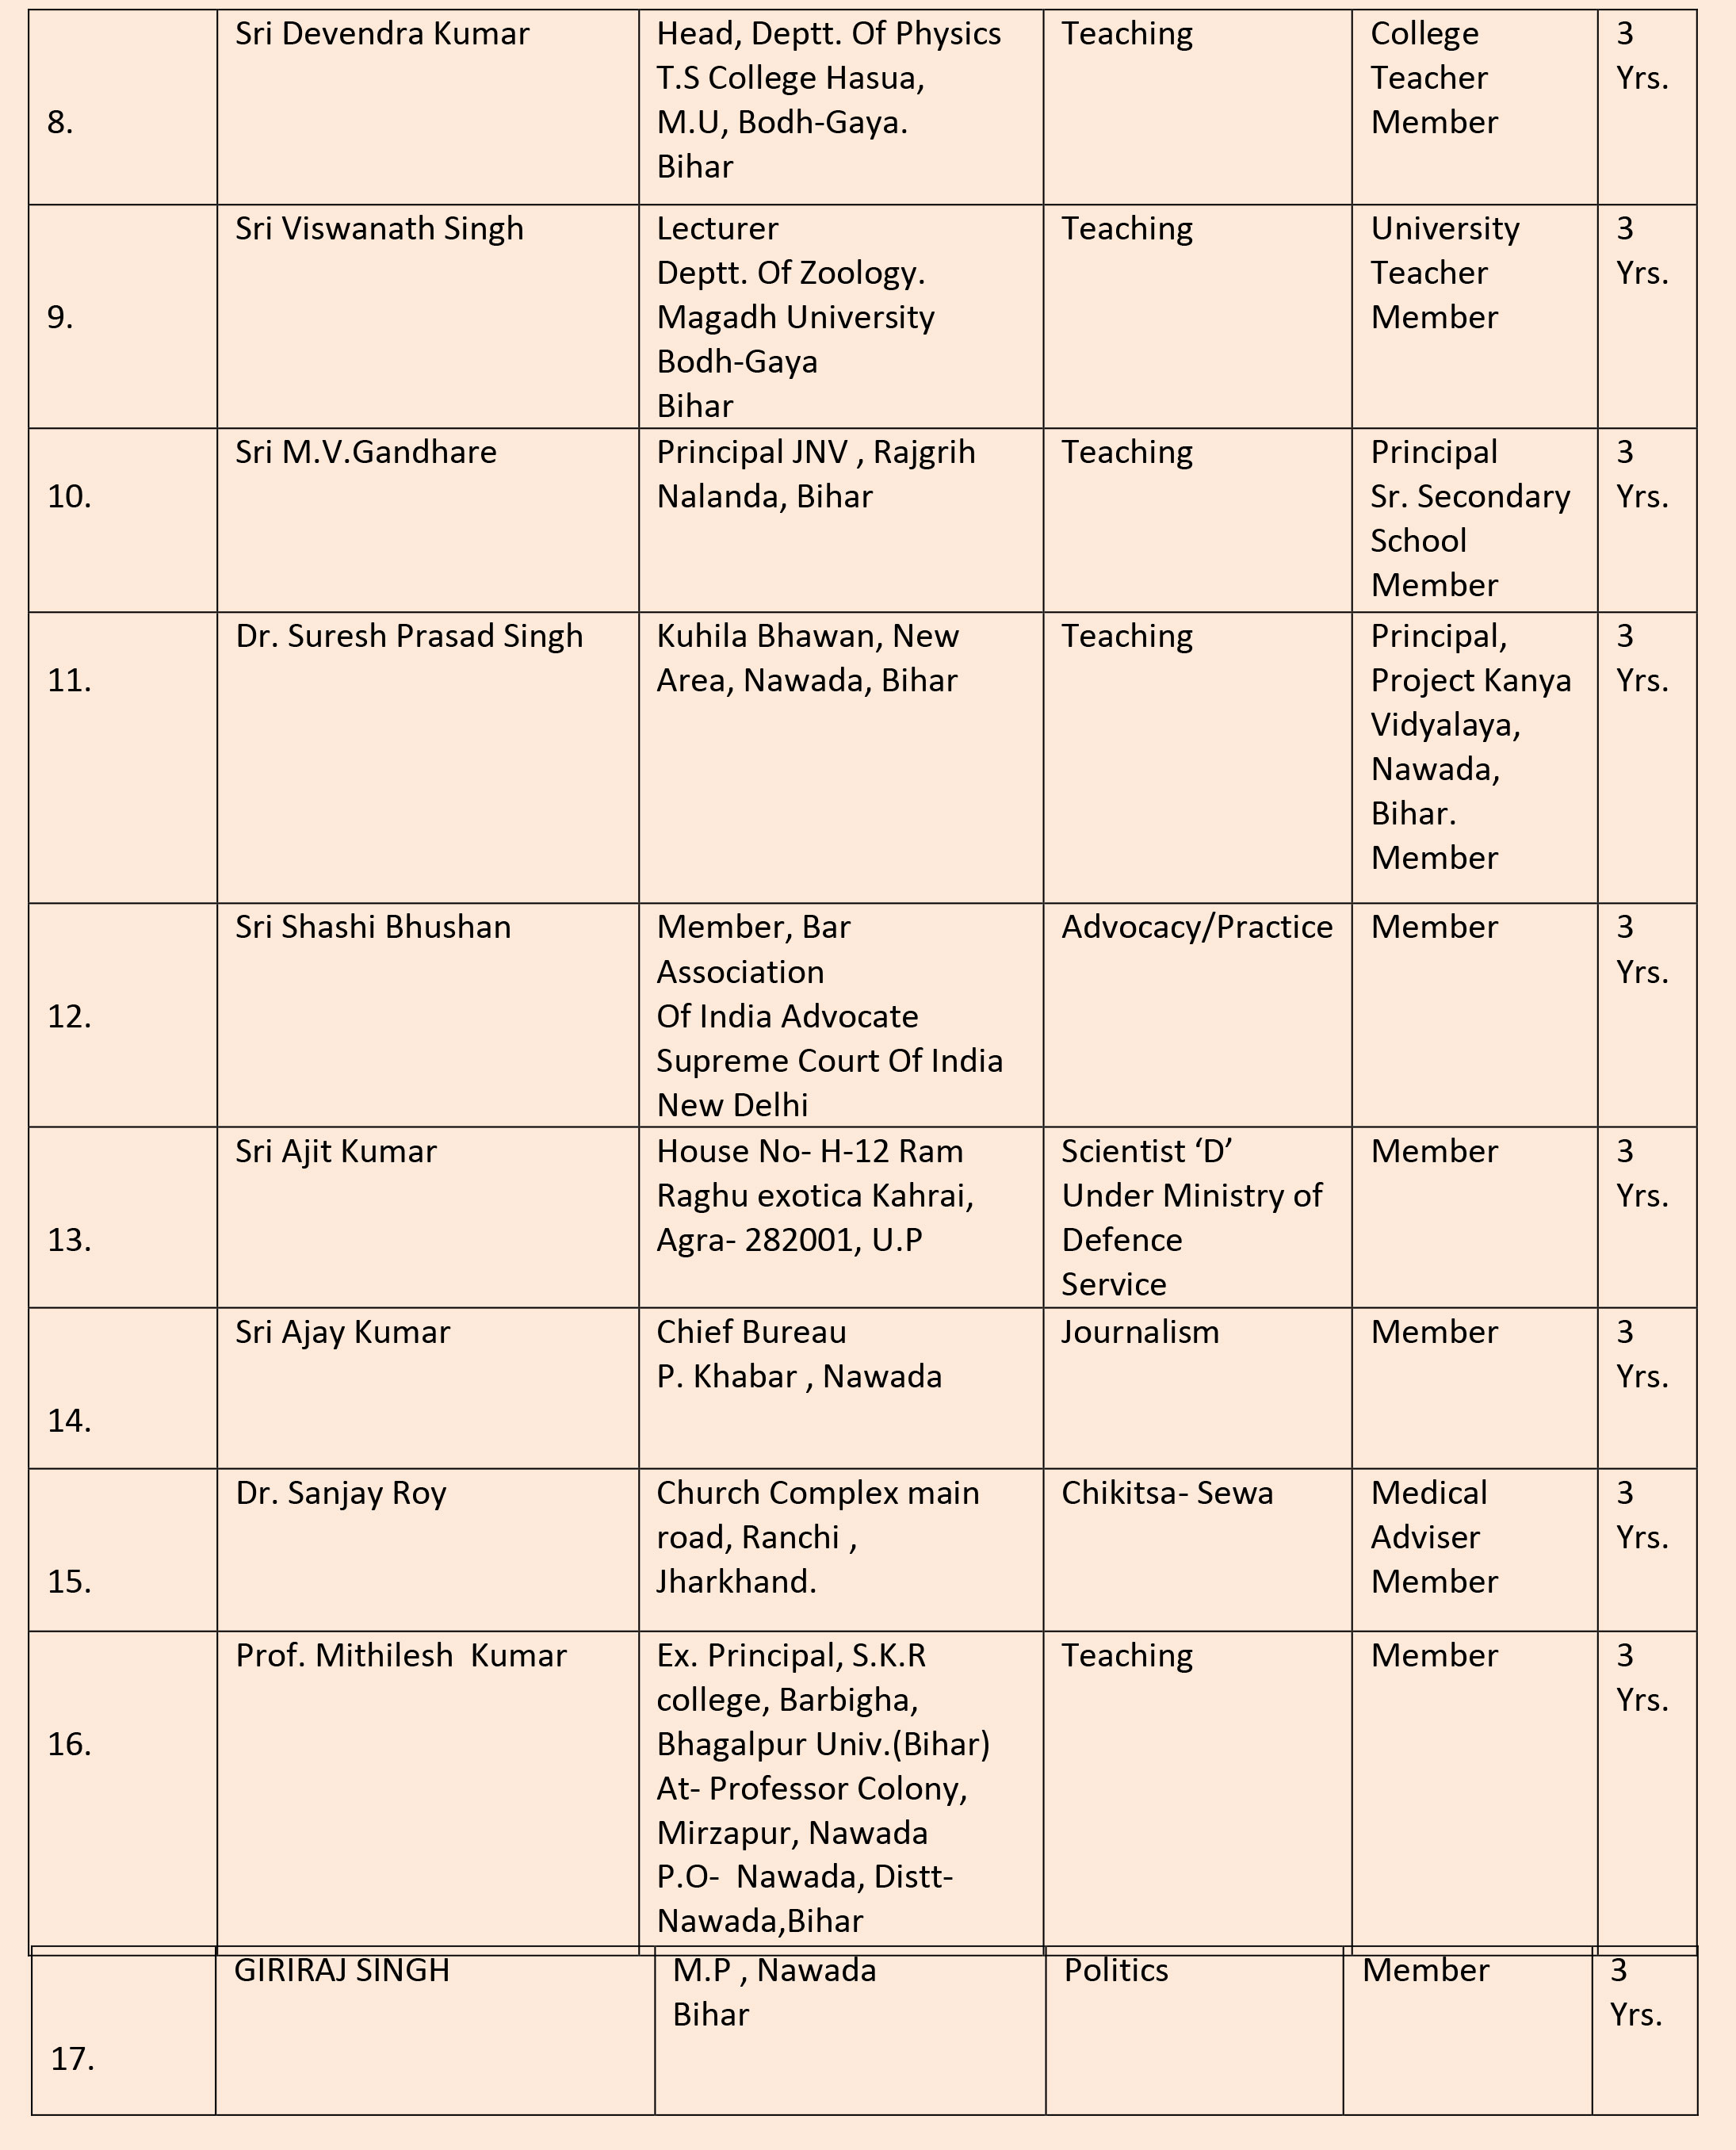 8.
Sri Devendra Kumar
Head, Deptt. Of Physics
T.S College Hasua,
M.U, Bodh-Gaya.
Bihar
Teaching
College
Teacher
Member
3
Yrs.
9.
Sri Viswanath Singh
Lecturer
Deptt. Of Zoology.
Magadh University
Bodh-Gaya
Bihar
Teaching
University
Teacher
Member
3
Yrs.
10.
Sri M.V.Gandhare
Principal JNV , Rajgrih
Nalanda, Bihar
Teaching
Principal
Sr. Secondary
School
Member
3
Yrs.
11.
Dr. Suresh Prasad Singh
Kuhila Bhawan, New
Area, Nawada, Bihar
Teaching
Principal,
Project Kanya
Vidyalaya,
Nawada,
Bihar.
Member
3
Yrs.
12.
Sri Shashi Bhushan
Member, Bar
Association
Of India Advocate
Supreme Court Of India
New Delhi
Advocacy/Practice
Member
3
Yrs.
13.
Sri Ajit Kumar
House No- H-12 Ram
Raghu exotica Kahrai,
Agra- 282001, U.P
Scientist ‘D’
Under Ministry of
Defence
Service
Member
3
Yrs.
14.
Sri Ajay Kumar
Chief Bureau
P. Khabar , Nawada
Journalism
Member
3
Yrs.
15.
Dr. Sanjay Roy
Church Complex main
road, Ranchi ,
Jharkhand.
Chikitsa- Sewa
Medical
Adviser
Member
3
Yrs.
16.
Prof. Mithilesh  Kumar
Ex. Principal, S.K.R
college, Barbigha,
Bhagalpur Univ.(Bihar)
At- Professor Colony,
Mirzapur, Nawada
P.O-  Nawada, Distt-
Nawada,Bihar
Teaching
Member
3
Yrs.
17.
GIRIRAJ SINGH
M.P , Nawada
Bihar
Politics
Member
3
Yrs.